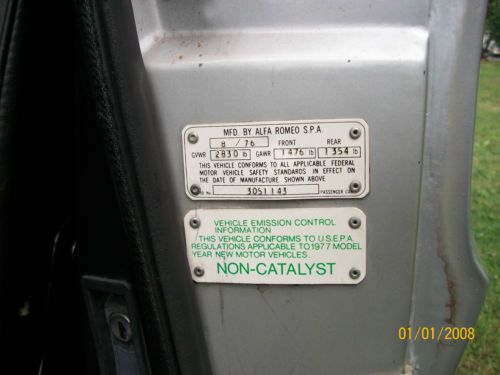 MFD. BY ALFA ROMEO S.P.A.
8 / 76 FRONT REAR
GVWR 2830 lb GAWR 1476 lb 1354 lb
THIS VEHICLE CONFORMS TO ALL APPLICABLE FEDERAL
MOTOR VEHICLE SAFETY STANDARDS IN EFFECT ON
THE DATE OF MANUFACTURE SHOWN ABOVE
No. 3051143 PASSENGER
VEHICLE EMISSION CONTROL
INFORMATION
THIS VEHICLE CONFORMS TO U.S.E.P.A.
REGULATIONS APPLICABLE TO 1977 MODEL
YEAR NEW MOTOR VEHICLES
NON-CATALYST
01/01/2008